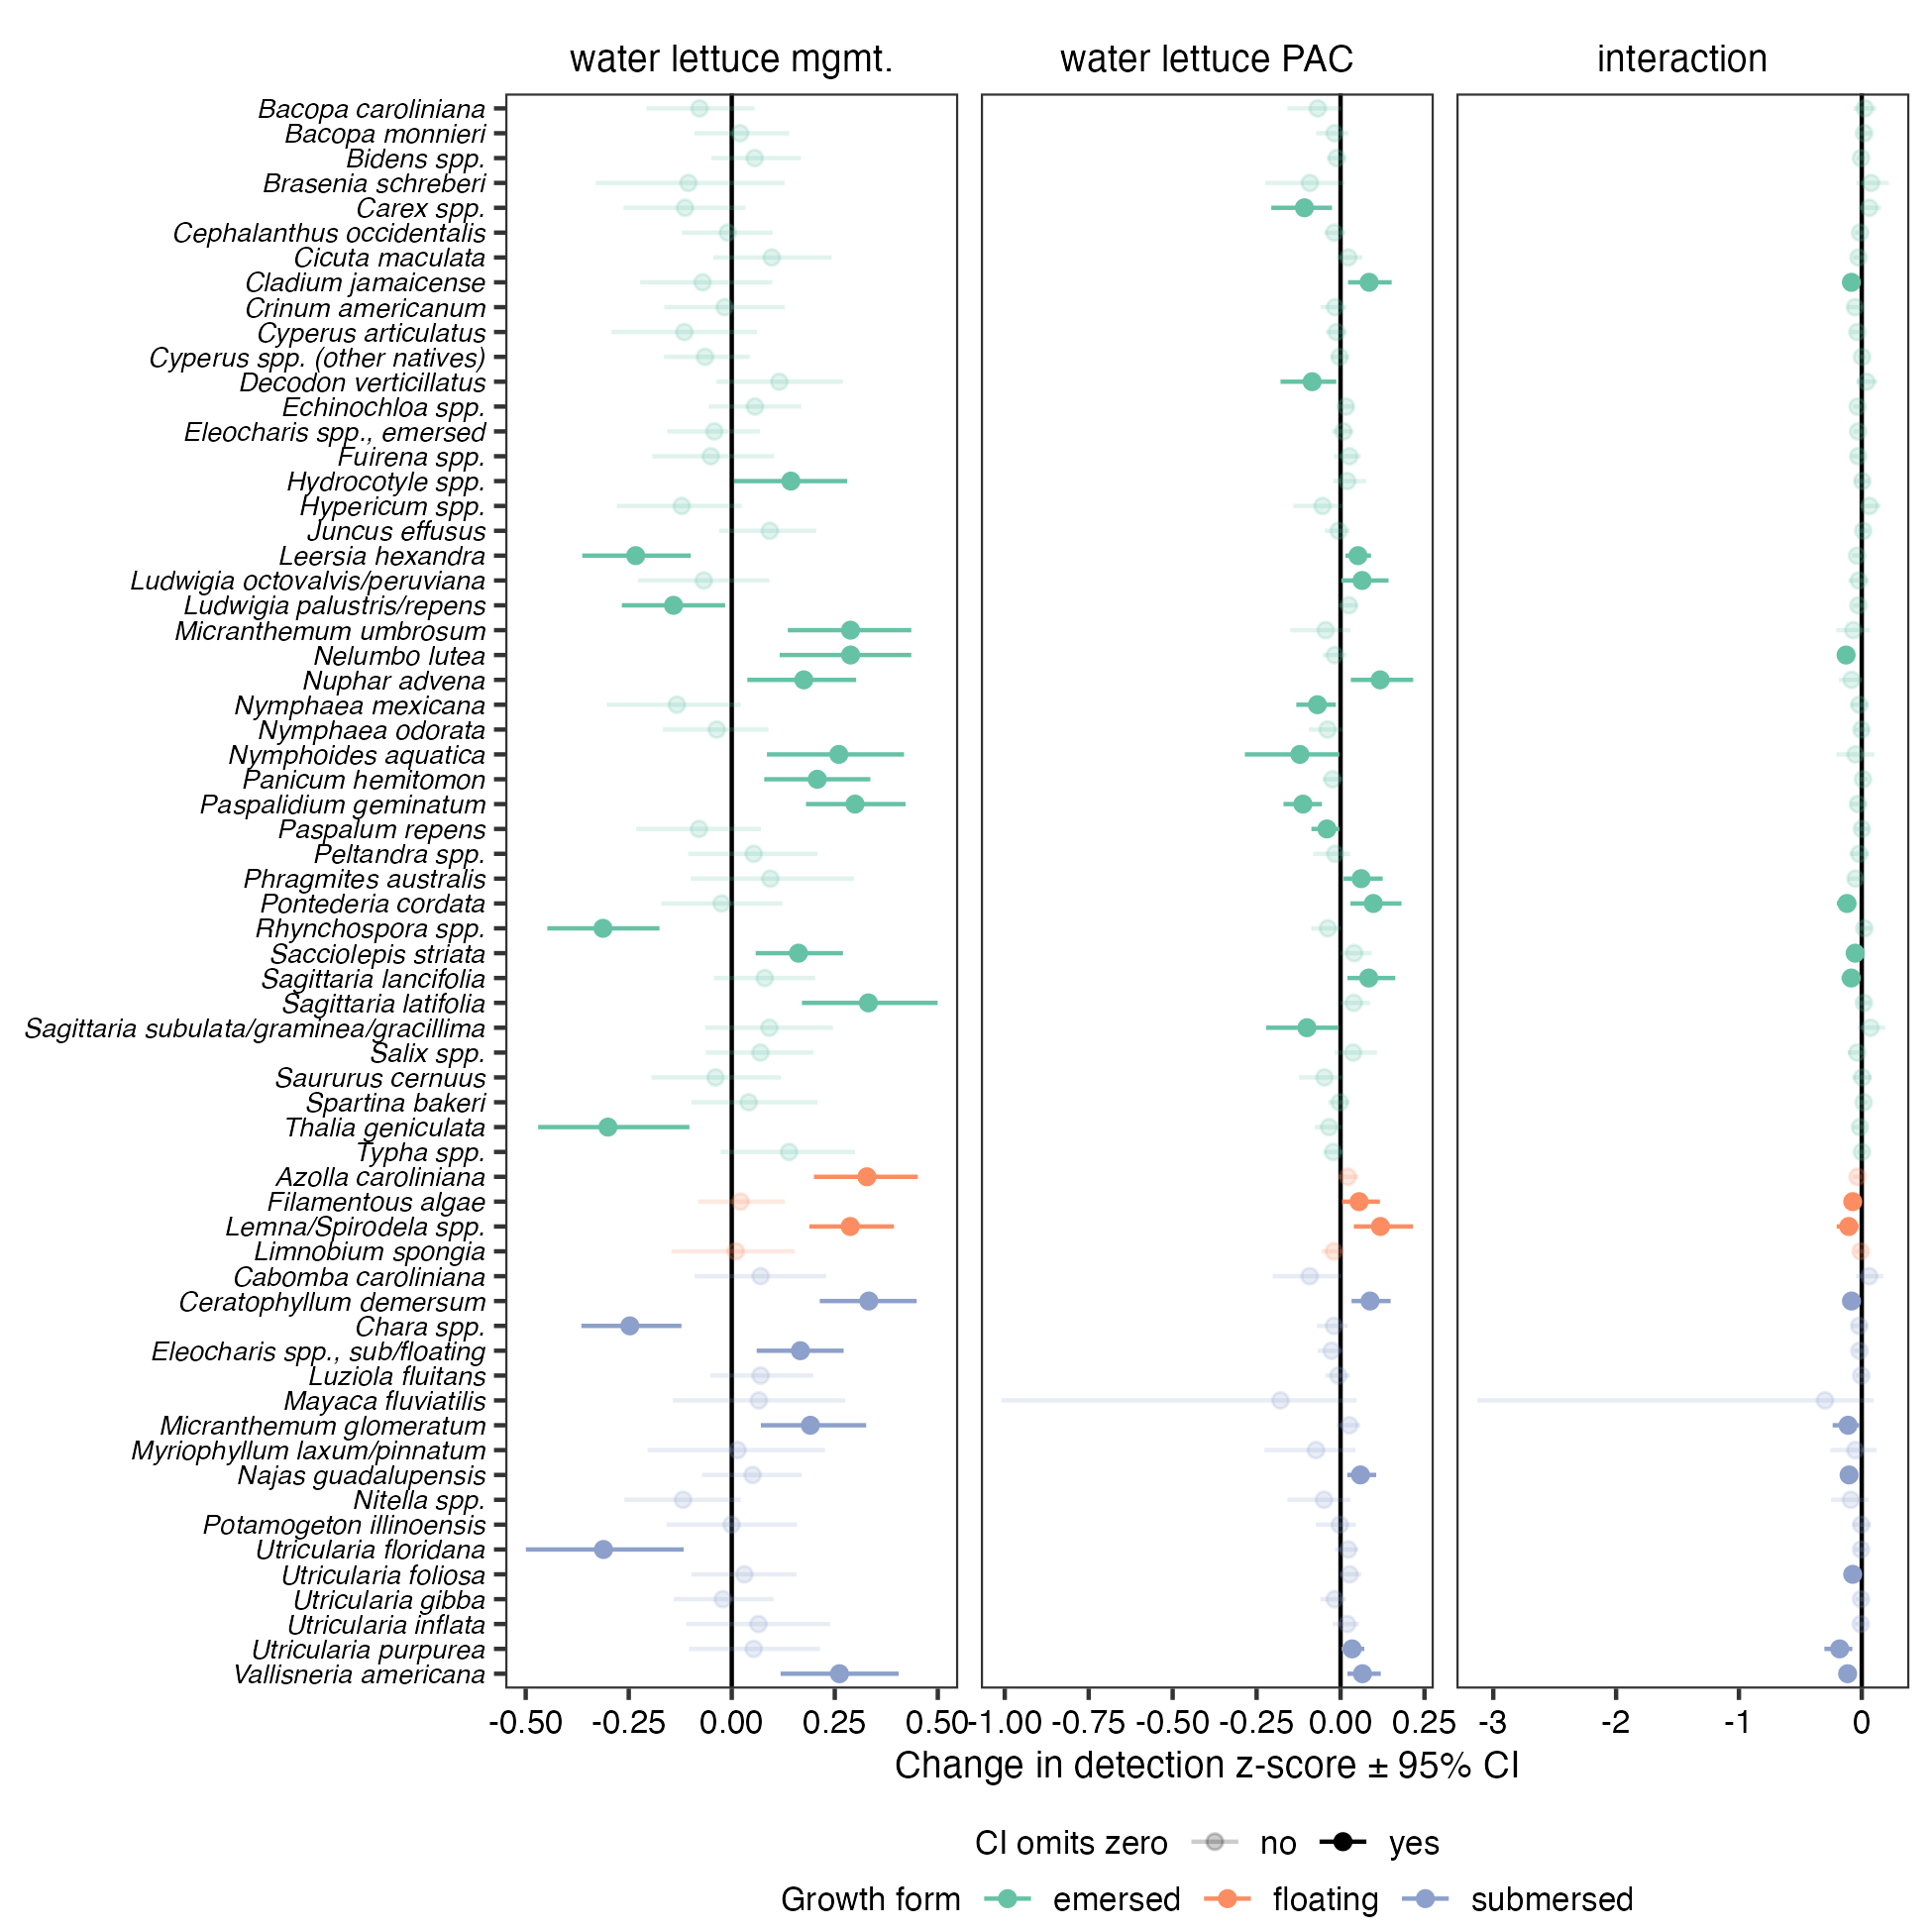 water lettuce mgmt.
water lettuce PAC
interaction
Bacopa caroliniana
Bacopa monnieri
Bidens spp.
Brasenia schreberi
Carex spp.
Cephalanthus occidentalis
Cicuta maculata
Cladium jamaicense
Crinum americanum
Cyperus articulatus
Cyperus spp. (other natives)
Decodon verticillatus
Echinochloa spp.
Eleocharis spp., emersed
Fuirena spp.
Hydrocotyle spp.
Hypericum spp.
Juncus effusus
Leersia hexandra
Ludwigia octovalvis/peruviana
Ludwigia palustris/repens
Micranthemum umbrosum
Nelumbo lutea
Nuphar advena
Nymphaea mexicana
Nymphaea odorata
Nymphoides aquatica
Panicum hemitomon
Paspalidium geminatum
Paspalum repens
Peltandra spp.
Phragmites australis
Pontederia cordata
Rhynchospora spp.
Sacciolepis striata
Sagittaria lancifolia
Sagittaria latifolia
Sagittaria subulata/graminea/gracillima
Salix spp.
Saururus cernuus
Spartina bakeri
Thalia geniculata
Typha spp.
Azolla caroliniana
Filamentous algae
Lemna/Spirodela spp.
Limnobium spongia
Cabomba caroliniana
Ceratophyllum demersum
Chara spp.
Eleocharis spp., sub/floating
Luziola fluitans
Mayaca fluviatilis
Micranthemum glomeratum
Myriophyllum laxum/pinnatum
Najas guadalupensis
Nitella spp.
Potamogeton illinoensis
Utricularia floridana
Utricularia foliosa
Utricularia gibba
Utricularia inflata
Utricularia purpurea
Vallisneria americana
-0.50 -0.25 0.00 0.25 0.50
-1.00 -0.75 -0.50 -0.25 0.00 0.25
-3 -2 -1 0
Change in detection z-score ± 95% CI
CI omits zero no yes
Growth form emersed floating submersed